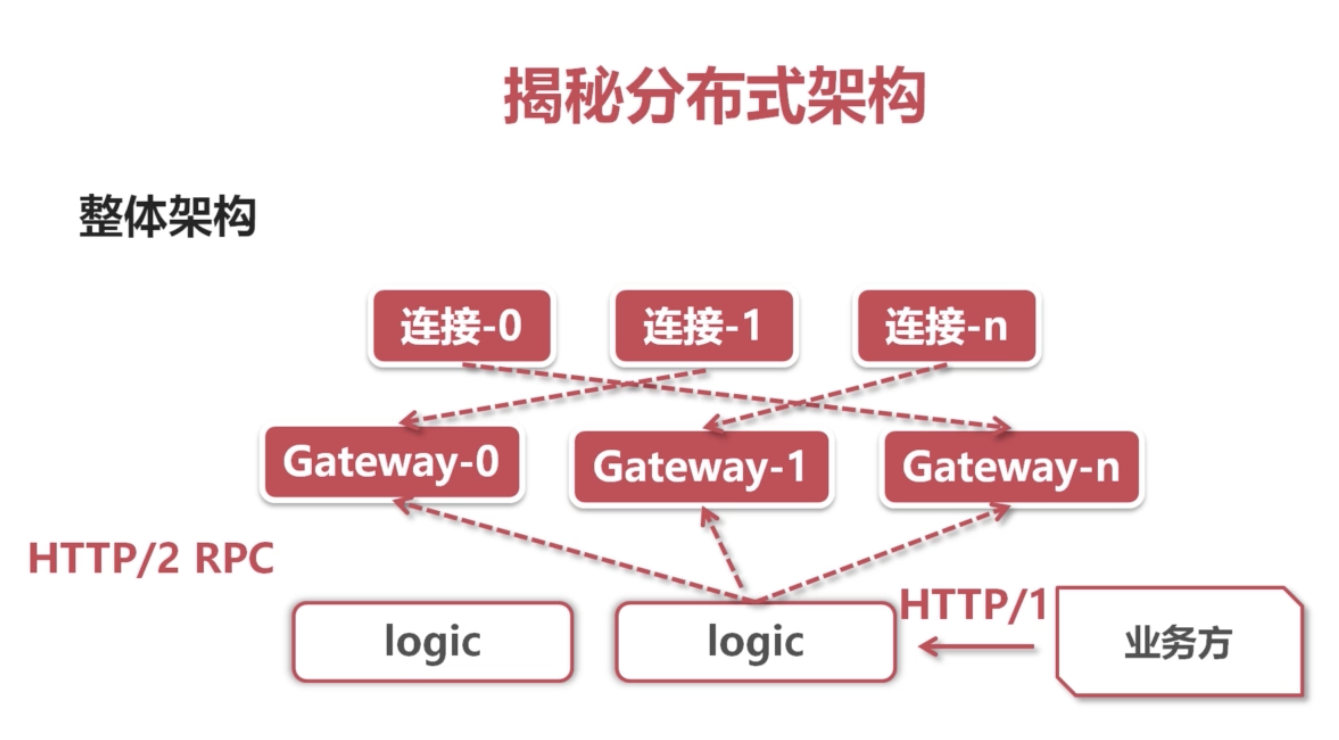 揭秘分布式架构
整体架构
连接-0
连接-1
连接-n
Gateway-0
Gateway-1
Gateway-n
HTTP/2 RPC
HTTP/1
logic
logic
业务方